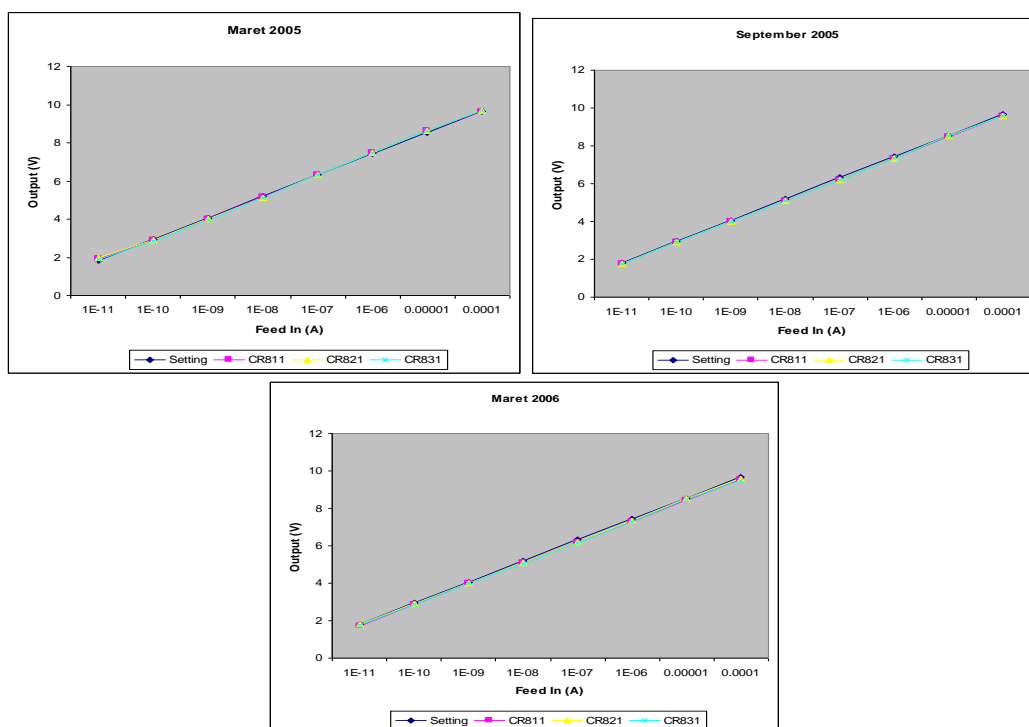 Maret 2005
12
10
8
6
4
2
0
Output (V)
1E-11 1E-10 1E-09 1E-08 1E-07 1E-06 0.00001 0.0001
Feed In (A)
Setting CR811 CR821 CR831
September 2005
12
10
8
6
4
2
0
Output (V)
1E-11 1E-10 1E-09 1E-08 1E-07 1E-06 0.00001 0.0001
Feed In (A)
Setting CR811 CR821 CR831
Maret 2006
12
10
8
6
4
2
0
Output (V)
1E-11 1E-10 1E-09 1E-08 1E-07 1E-06 0.00001 0.0001
Feed In (A)
Setting CR811 CR821 CR831